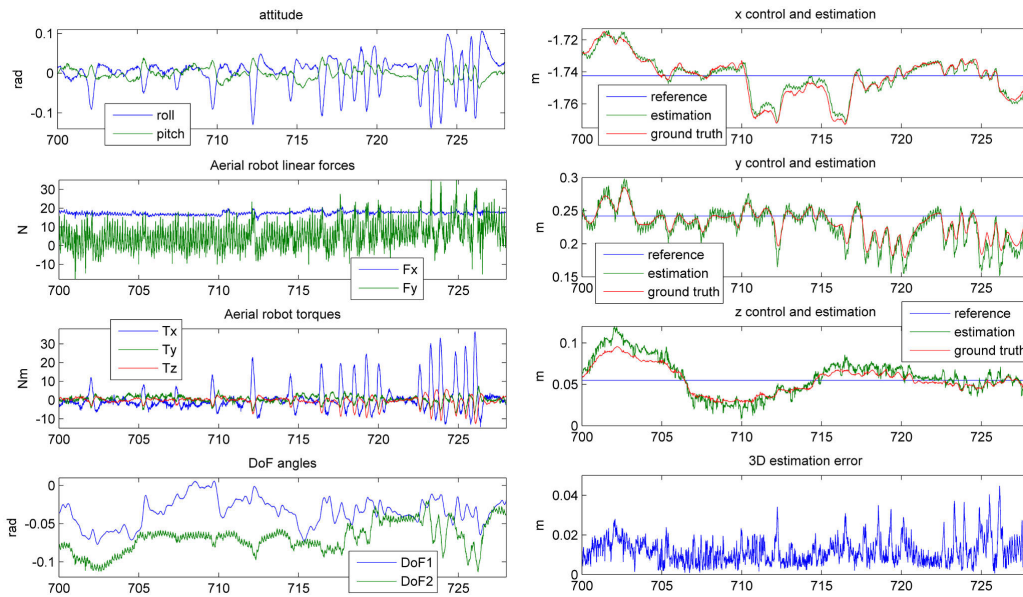 attitude
0.1
0
-0.1
rad
roll
pitch
700 705 710 715 720 725
Aerial robot linear forces
30
20
10
0
-10
N
Fx
Fy
700 705 710 715 720 725
Aerial robot torques
Tx
Ty
Tz
30
20
10
0
-10
Nm
700 705 710 715 720 725
DoF angles
0
-0.05
-0.1
rad
DoF1
DoF2
700 705 710 715 720 725
x control and estimation
-1.72
-1.74
-1.76
m
reference
estimation
ground truth
700 705 710 715 720 725
y control and estimation
0.3
0.25
0.2
0.15
m
reference
estimation
ground truth
700 705 710 715 720 725
z control and estimation
reference
estimation
ground truth
0.1
0.05
0
m
700 705 710 715 720 725
3D estimation error
0.04
0.02
0
m
700 705 710 715 720 725